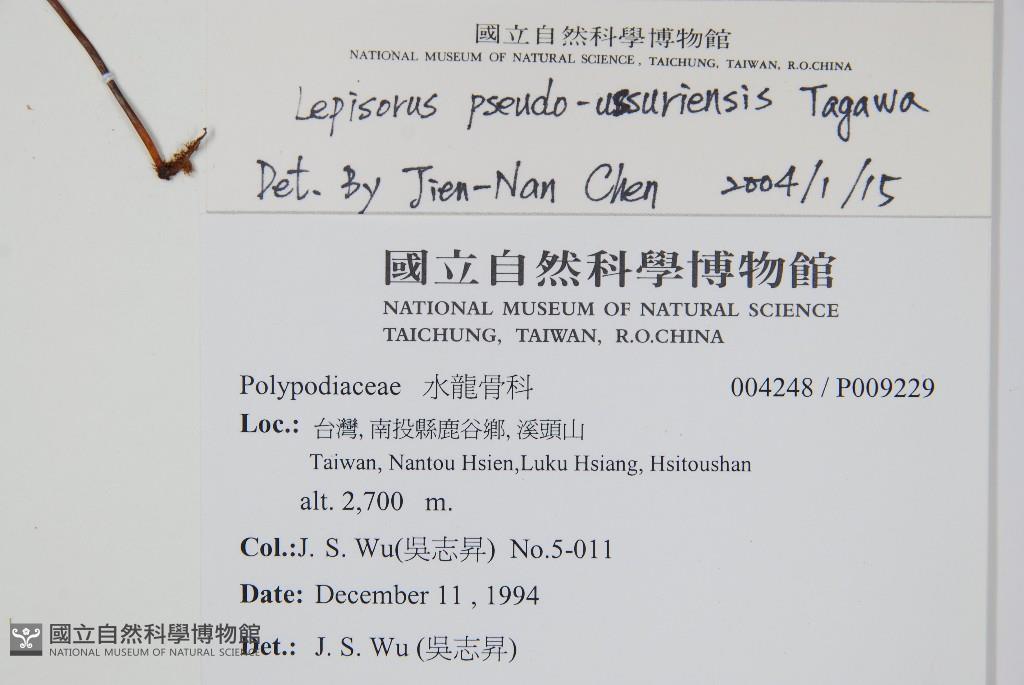 國立自然科學博物館
NATIONAL MUSEUM OF NATURAL SCIENCE, TAICHUNG, TAIWAN, R.O.CHINA
Lepisorus pseudo-ussuriensis Tagawa
Det. By Jien-Nan Chen 2004/1/15
國立自然科學博物館
NATIONAL MUSEUM OF NATURAL SCIENCE
TAICHUNG, TAIWAN, R.O.CHINA
Polypodiaceae 水龍骨科 004248 / P009229
Loc.: 台灣, 南投縣鹿谷鄉, 溪頭山
Taiwan, Nantou Hsien,Luku Hsiang, Hsitoushan
alt. 2,700 m.
Col.:J. S. Wu(吳志昇) No.5-011
Date: December 11 , 1994
Det.: J. S. Wu (吳志昇)
國立自然科學博物館
NATIONAL MUSEUM OF NATURAL SCIENCE